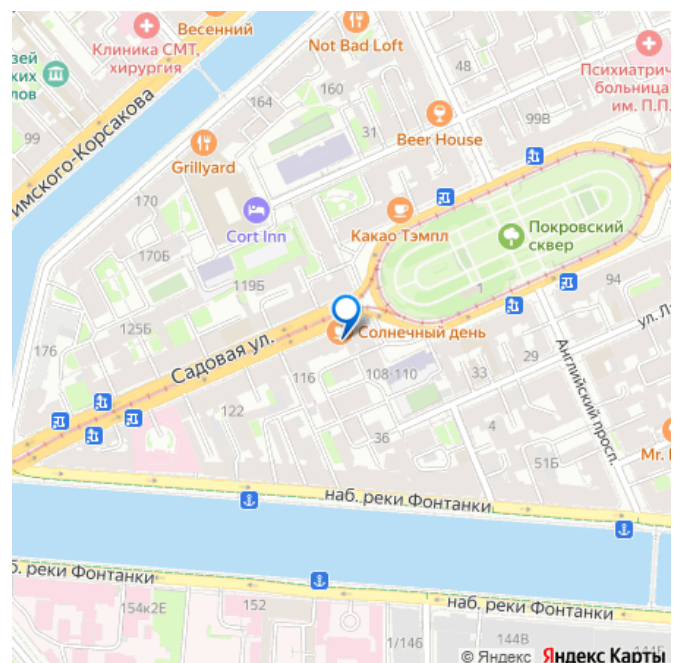 Весенний
Клиника СМТ,
хирургия
Not Bad Loft
зей
ких
лов
48
Психиатрич
больница
им. П.П.
164
160
99
31
Beer House
99В
Grillyard
имского-Корсакова
170
Cort Inn
Какао Тэмпл
Покровский
сквер
170Б
119Б
1
94
125Б
Солнечный день
ул. Л
176
Садовая ул.
116
108-110
33
29
Английский просп.
122
36
4
51Б
Mr.
наб. реки Фонтанки
о. реки Фонтанки
154к2Е
152
наб. реки Фонтанки
1/146
144В
© Яндекс Яндекс Карты